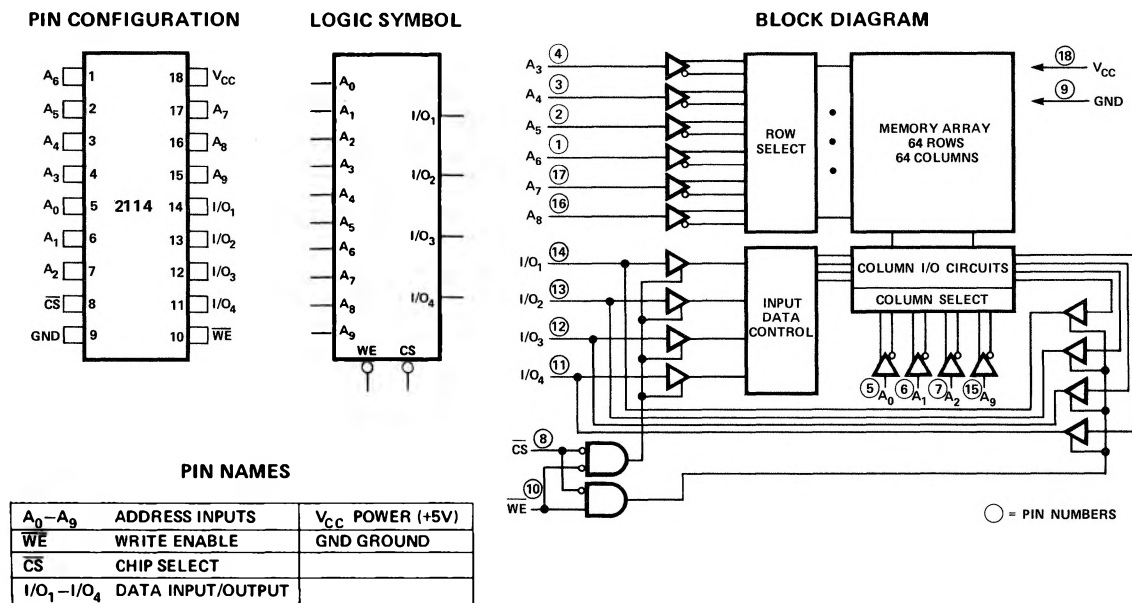 PIN CONFIGURATION
A6 1
A5 2
A4 3
A3 4
A0 5
A1 6
A2 7
C̅S̅ 8
GND 9
2114
18 VCC
17 A7
16 A8
15 A9
14 I/O1
13 I/O2
12 I/O3
11 I/O4
10 W̅E̅
LOGIC SYMBOL
A0
A1
A2
A3
A4
A5
A6
A7
A8
A9
WE CS
I/O1
I/O2
I/O3
I/O4
BLOCK DIAGRAM
A3 4
A4 3
A5 2
A6 1
A7 17
A8 16
ROW
SELECT
MEMORY ARRAY
64 ROWS
64 COLUMNS
18 VCC
9 GND
I/O1 14
I/O2 13
I/O3 12
I/O4 11
INPUT
DATA
CONTROL
COLUMN I/O CIRCUITS
COLUMN SELECT
5 A0 6 A1 7 A2 15 A9
C̅S̅ 8
W̅E̅ 10
= PIN NUMBERS
PIN NAMES
A0–A9 ADDRESS INPUTS VCC POWER (+5V)
W̅E̅ WRITE ENABLE GND GROUND
C̅S̅ CHIP SELECT
I/O1–I/O4 DATA INPUT/OUTPUT